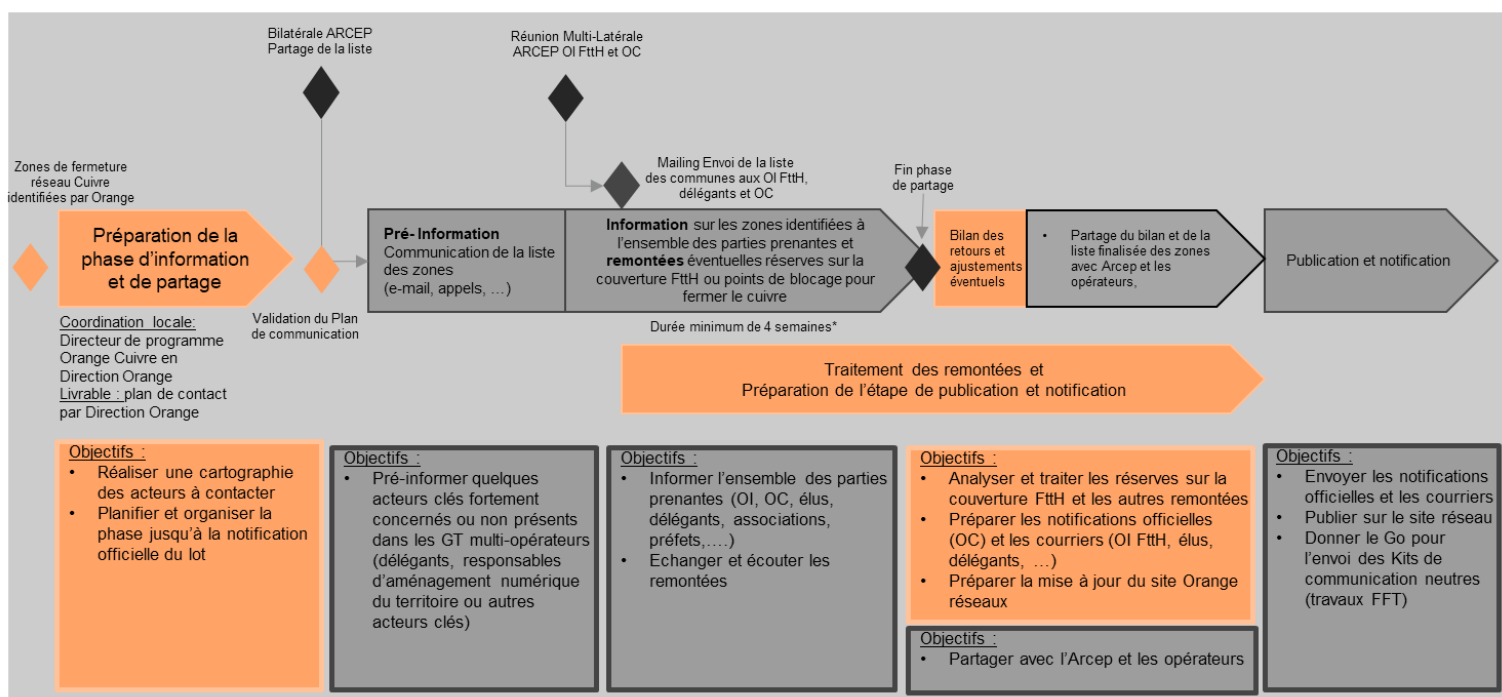 Bilatérale ARCEP
Partage de la liste
Réunion Multi-Latérale
ARCEP OI FttH et OC
Zones de fermeture
réseau Cuivre
identifiées par Orange
Mailing Envoi de la liste
des communes aux OI FttH,
délégants et OC
Fin phase
de partage
Préparation de la
phase d'information
et de partage
Pré- Information
Communication de la liste
des zones
(e-mail, appels, …)
Information sur les zones identifiées à
l'ensemble des parties prenantes et
remontées éventuelles réserves sur la
couverture FttH ou points de blocage pour
fermer le cuivre
Bilan des
retours et
ajustements
éventuels
• Partage du bilan et de la
liste finalisée des zones
avec Arcep et les
opérateurs,
Publication et notification
Validation du Plan
de communication
Durée minimum de 4 semaines*
Coordination locale:
Directeur de programme
Orange Cuivre en
Direction Orange
Livrable : plan de contact
par Direction Orange
Traitement des remontées et
Préparation de l'étape de publication et notification
Objectifs :
• Réaliser une cartographie
des acteurs à contacter
• Planifier et organiser la
phase jusqu'à la notification
officielle du lot
Objectifs :
• Pré-informer quelques
acteurs clés fortement
concernés ou non présents
dans les GT multi-opérateurs
(délégants, responsables
d'aménagement numérique
du territoire ou autres
acteurs clés)
Objectifs :
• Informer l'ensemble des parties
prenantes (OI, OC, élus,
délégants, associations,
préfets,….)
• Echanger et écouter les
remontées
Objectifs :
• Analyser et traiter les réserves sur la
couverture FttH et les autres remontées
• Préparer les notifications officielles
(OC) et les courriers (OI FttH, élus,
délégants, …)
• Préparer la mise à jour du site Orange
réseaux
Objectifs :
• Partager avec l'Arcep et les opérateurs
Objectifs :
• Envoyer les notifications
officielles et les courriers
• Publier sur le site réseau
• Donner le Go pour
l'envoi des Kits de
communication neutres
(travaux FFT)